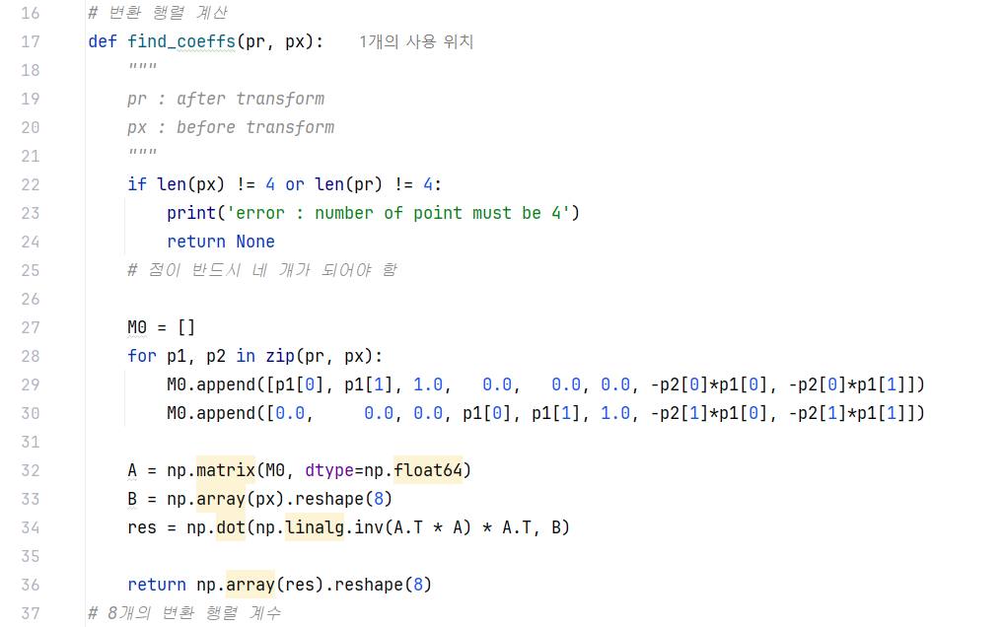 16 # 변환 행렬 계산
17 def find_coeffs(pr, px): 1개의 사용 위치
18     """
19     pr : after transform
20     px : before transform
21     """
22     if len(px) != 4 or len(pr) != 4:
23         print('error : number of point must be 4')
24         return None
25     # 점이 반드시 네 개가 되어야 함
26
27     M0 = []
28     for p1, p2 in zip(pr, px):
29         M0.append([p1[0], p1[1], 1.0,   0.0,   0.0, 0.0, -p2[0]*p1[0], -p2[0]*p1[1]])
30         M0.append([0.0,     0.0, 0.0, p1[0], p1[1], 1.0, -p2[1]*p1[0], -p2[1]*p1[1]])
31
32     A = np.matrix(M0, dtype=np.float64)
33     B = np.array(px).reshape(8)
34     res = np.dot(np.linalg.inv(A.T * A) * A.T, B)
35
36     return np.array(res).reshape(8)
37 # 8개의 변환 행렬 계수